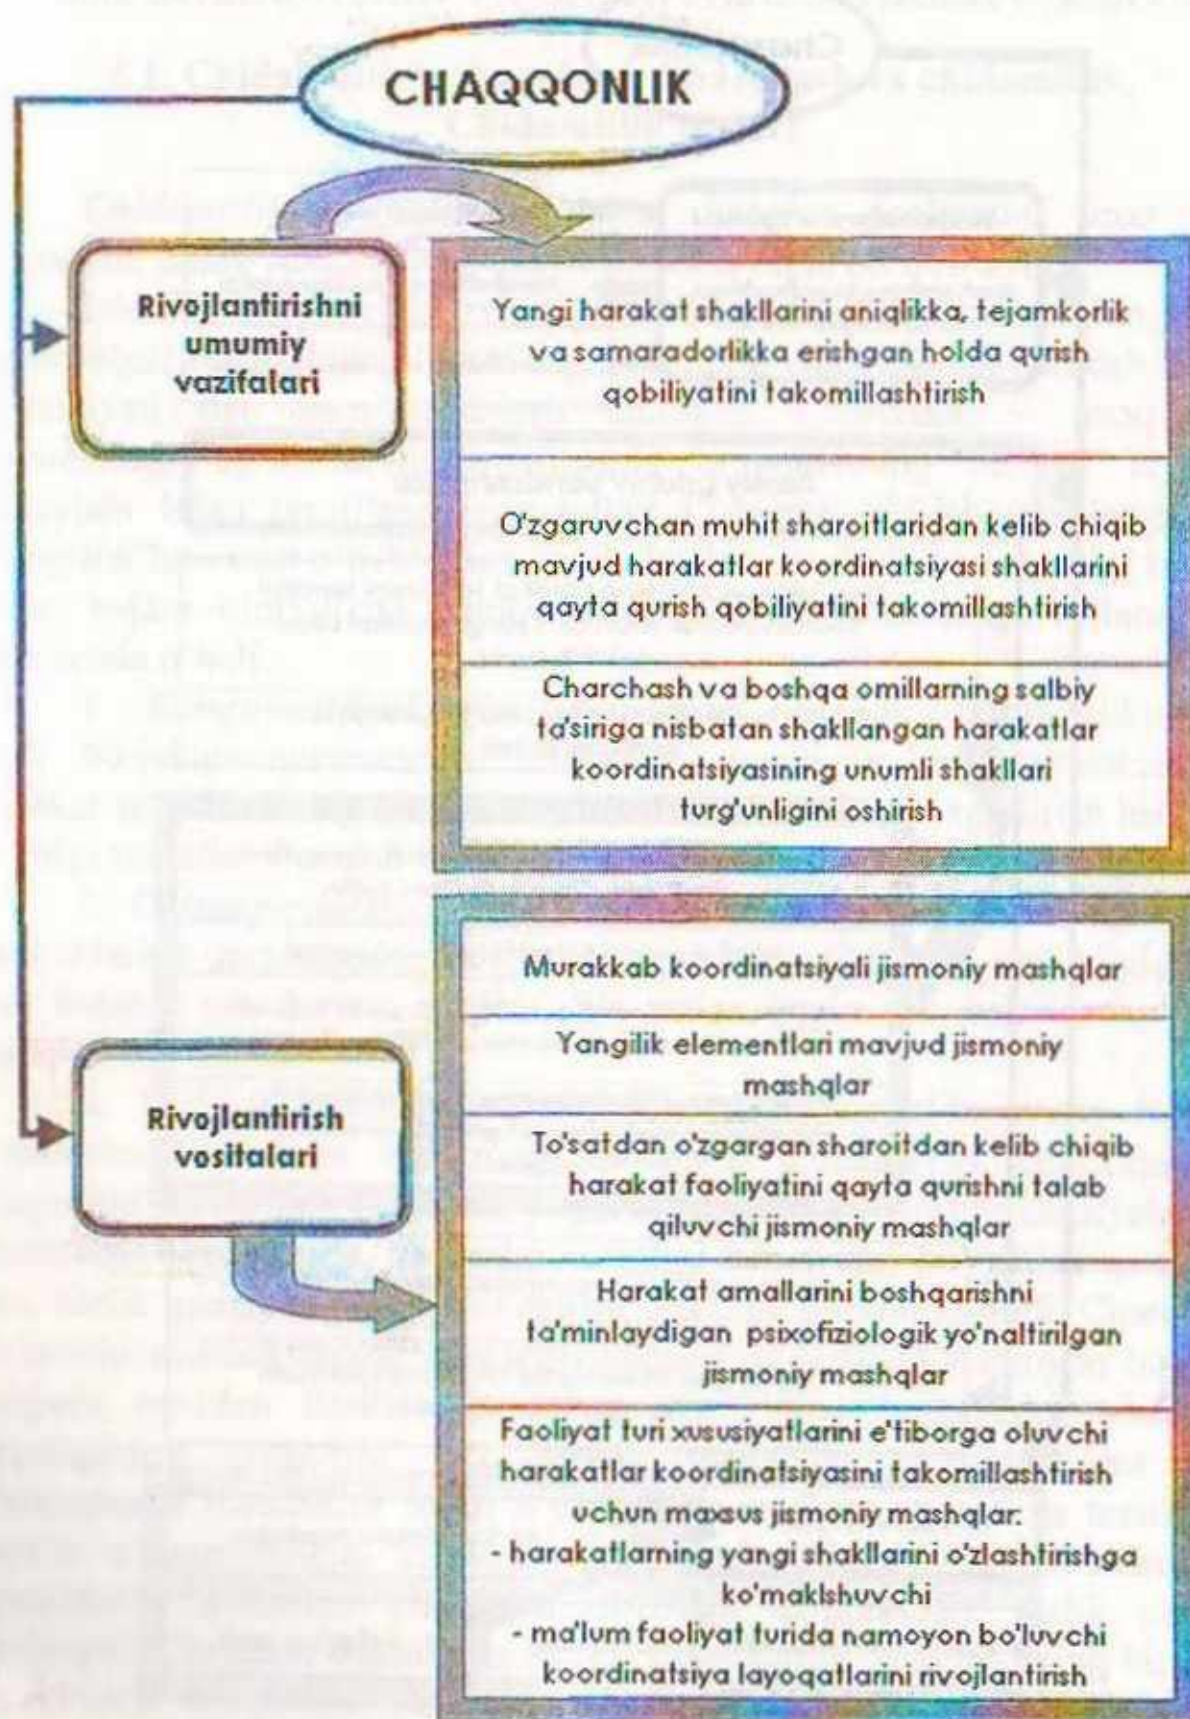 CHAQQONLIK
Rivojlantirishni
umumiy
vazifalari
Yangi harakat shakllarini aniqlikka, tejamkorlik
va samaradorlikka erishgan holda qurish
qobiliyatini takomillashtirish
O'zgaruvchan muhit sharoitlaridan kelib chiqib
mavjud harakatlar koordinatsiyasi shakllarini
qayta qurish qobiliyatini takomillashtirish
Charchash va boshqa omillarning salbiy
ta'siriga nisbatan shakllangan harakatlar
koordinatsiyasining unumli shakllari
turg'unligini oshirish
Rivojlantirish
vositalari
Murakkab koordinatsiyali jismoniy mashqlar
Yangilik elementlari mavjud jismoniy
mashqlar
To'satdan o'zgargan sharoitdan kelib chiqib
harakat faoliyatini qayta qurishni talab
qiluvchi jismoniy mashqlar
Harakat amallarini boshqarishni
ta'minlaydigan psixofiziologik yo'naltirilgan
jismoniy mashqlar
Faoliyat turi xususiyatlarini e'tiborga oluvchi
harakatlar koordinatsiyasini takomillashtirish
uchun maxsus jismoniy mashqlar:
- harakatlarning yangi shakllarini o'zlashtirishga
ko'maklshuvchi
- ma'lum faoliyat turida namoyon bo'luvchi
koordinatsiya layoqatlarini rivojlantirish